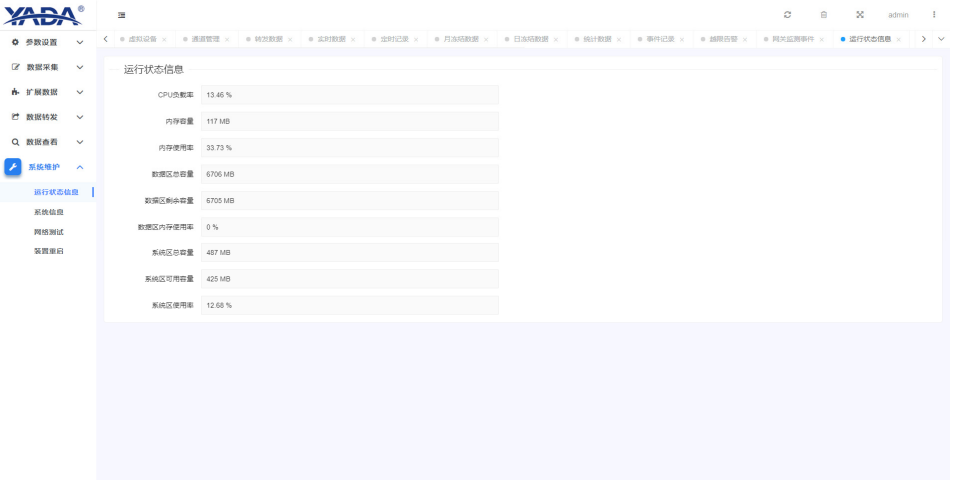 YADA®
admin
参数设置
数据采集
扩展数据
数据转发
数据查看
系统维护
运行状态信息
系统信息
网络测试
装置重启
虚拟设备
通道管理
转发数据
实时数据
定时记录
月冻结数据
日冻结数据
统计数据
事件记录
越限告警
网关监测事件
运行状态信息
运行状态信息
CPU负载率 13.46 %
内存容量 117 MB
内存使用率 33.73 %
数据区总容量 6706 MB
数据区剩余容量 6705 MB
数据区内存使用率 0 %
系统区总容量 487 MB
系统区可用容量 425 MB
系统区使用率 12.68 %